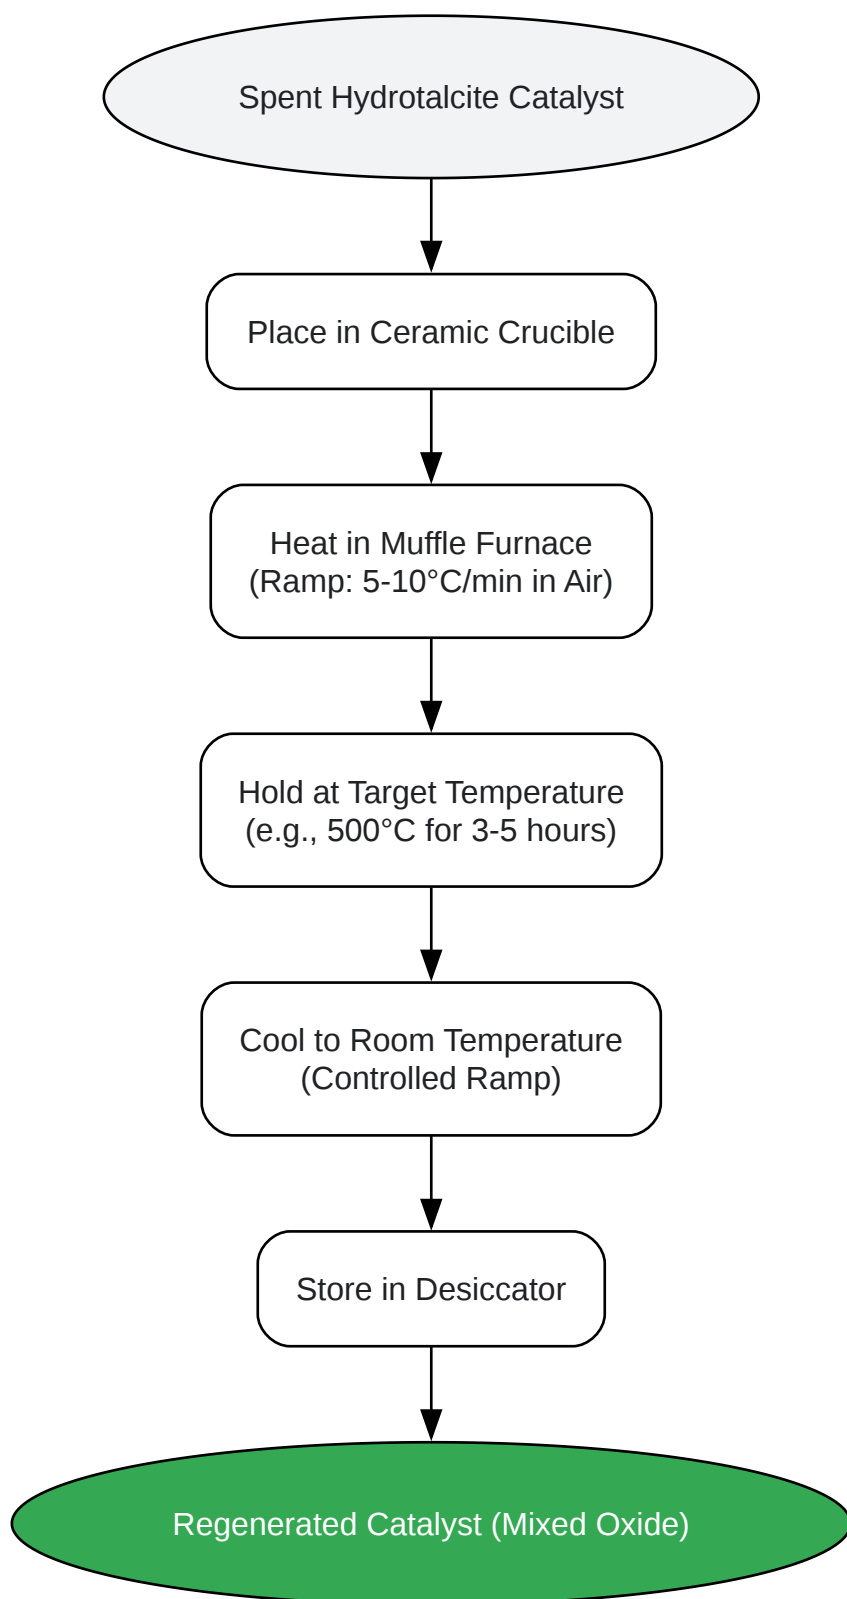 Spent Hydrotalcite Catalyst
Place in Ceramic Crucible
Heat in Muffle Furnace
(Ramp: 5-10°C/min in Air)
Hold at Target Temperature
(e.g., 500°C for 3-5 hours)
Cool to Room Temperature
(Controlled Ramp)
Store in Desiccator
Regenerated Catalyst (Mixed Oxide)